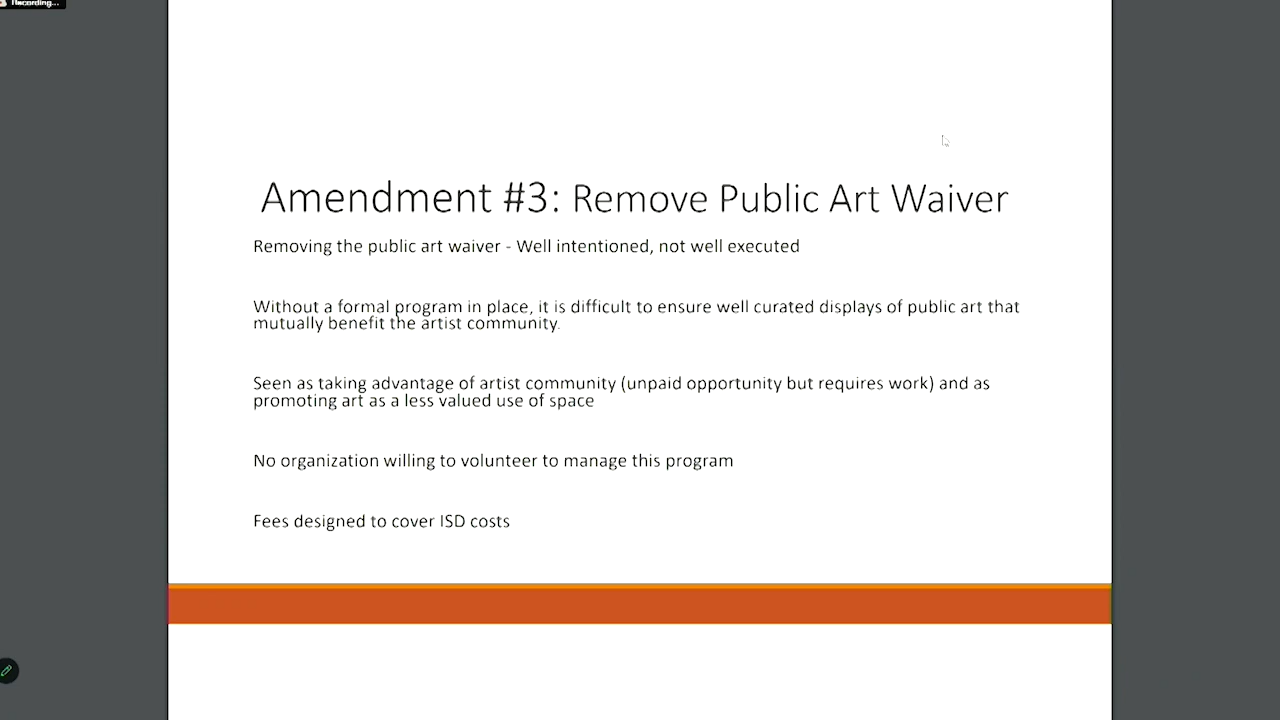 Recording...
Amendment #3: Remove Public Art Waiver
Removing the public art waiver - Well intentioned, not well executed
Without a formal program in place, it is difficult to ensure well curated displays of public art that
mutually benefit the artist community.
Seen as taking advantage of artist community (unpaid opportunity but requires work) and as
promoting art as a less valued use of space
No organization willing to volunteer to manage this program
Fees designed to cover ISD costs